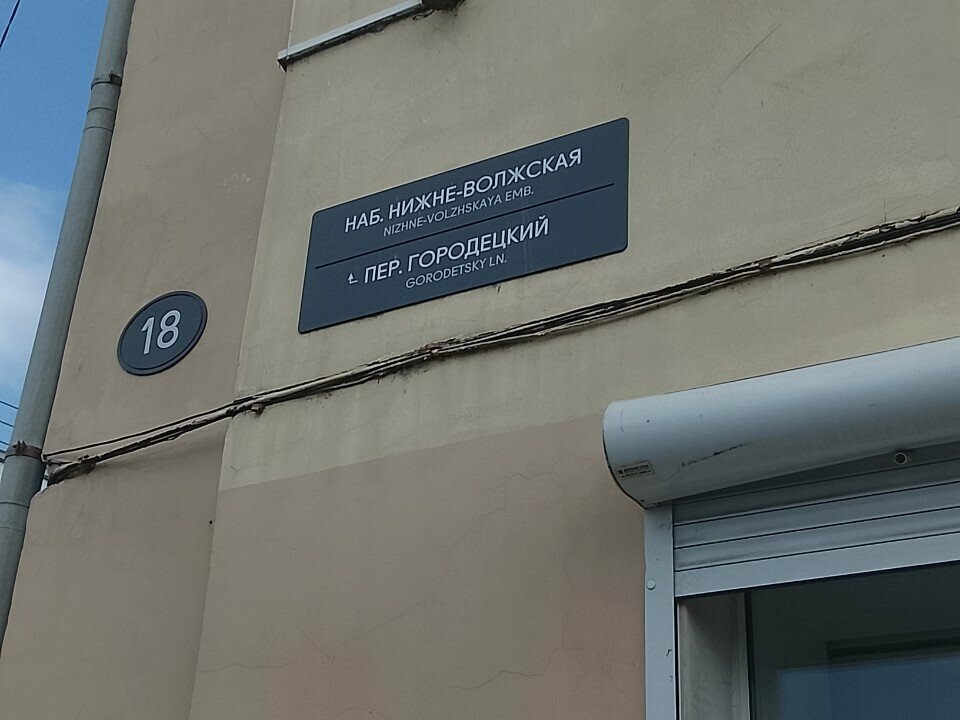 НАБ. НИЖНЕ-ВОЛЖСКАЯ
NIZHNE-VOLZHSKAYA EMB.
ПЕР. ГОРОДЕЦКИЙ
GORODETSKY LN.
18